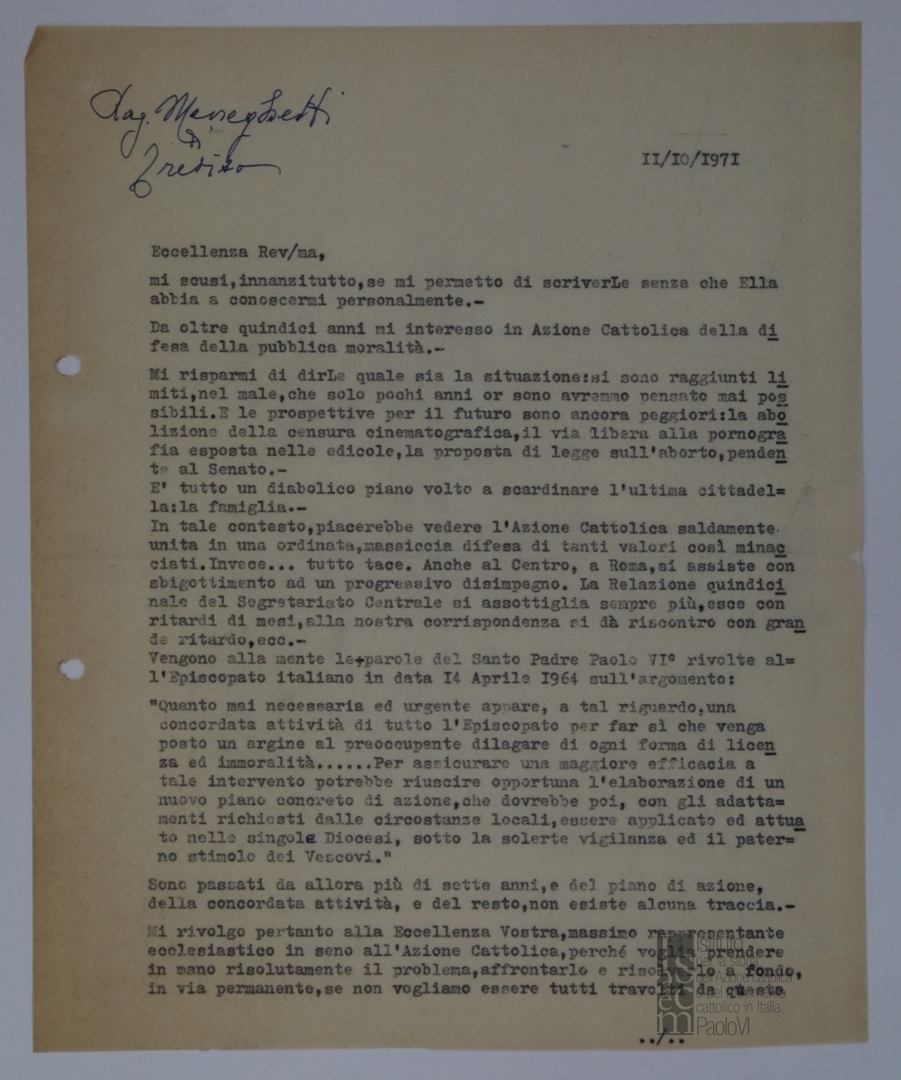 Rag. Meneghetti
Treviso
II/IO/I97I
Eccellenza Rev/ma,
mi scusi,innanzitutto,se mi permetto di scriverLe senza che Ella
abbia a conoscermi personalmente.-
Da oltre quindici anni mi interesso in Azione Cattolica della di
fesa della pubblica moralità.-
Mi risparmi di dirLe quale sia la situazione:si sono raggiunti li
miti,nel male,che solo pochi anni or sono avremmo pensato mai pos
sibili.E le prospettive per il futuro sono ancora peggiori:la abo
lizione della censura cinematografica,il via libera alla pornogra
fia esposta nelle edicole,la proposta di legge sull'aborto,penden
te al Senato.-
E' tutto un diabolico piano volto a scardinare l'ultima cittadel=
la:la famiglia.--
In tale contesto,piacerebbe vedere l'Azione Cattolica saldamente
unita in una ordinata,massiccia difesa di tanti valori così minac
ciati.Invece... tutto tace. Anche al Centro, a Roma,si assiste con
sbigottimento ad un progressivo disimpegno. La Relazione quindici
nale del Segretariato Centrale si assottiglia sempre più,esce con
ritardi di mesi,alla nostra corrispondenza si dà riscontro con gran
de ritardo,ecc.-
Vengono alla mente le parole del Santo Padre Paolo VI° rivolte al=
l'Episcopato italiano in data I4 Aprile I964 sull'argomento:
"Quanto mai necessaria ed urgente appare, a tal riguardo,una
concordata attività di tutto l'Episcopato per far sì che venga
posto un argine al preoccupante dilagare di ogni forma di licen
za ed immoralità......Per assicurare una maggiore efficacia a
tale intervento potrebbe riuscire opportuna l'elaborazione di un
nuovo piano concreto di azione,che dovrebbe poi, con gli adatta=
menti richiesti dalle circostanze locali,essere applicato ed attua
to nelle singole Diocesi, sotto la solerte vigilanza ed il pater=
no stimolo dei Vescovi."
Sono passati da allora più di sette anni,e del piano di azione,
della concordata attività, e del resto,non esiste alcuna traccia.-
Mi rivolgo pertanto alla Eccellenza Vostra,massimo rappresentante
ecclesiastico in seno all'Azione Cattolica,perché voglia prendere
in mano risolutamente il problema,affrontarlo e risolverlo a fondo,
in via permanente,se non vogliamo essere tutti travolti da questa
../..
Istituto
per la storia
dell'Azione cattolica
e del movimento
cattolico in Italia
PaoloVI